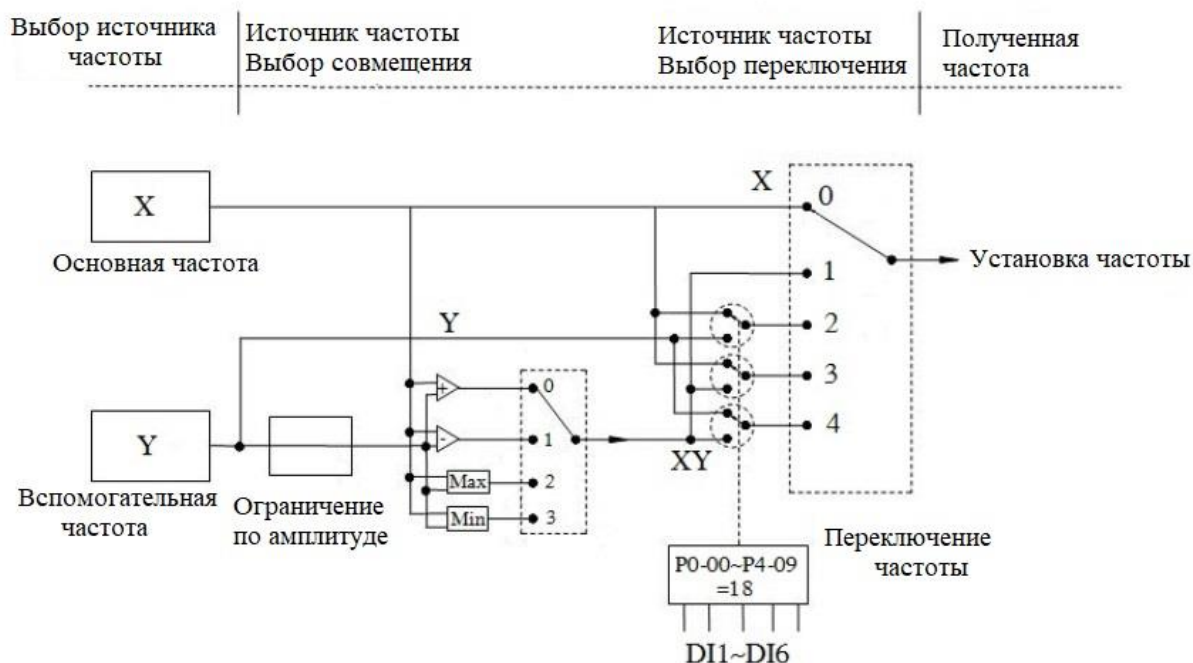 Выбор источника
частоты
Источник частоты
Выбор совмещения
Источник частоты
Выбор переключения
Полученная
частота
X
Основная частота
X
0
1
2
3
4
Установка частоты
Y
Y
Вспомогательная
частота
Ограничение
по амплитуде
+
-
Max
Min
0
1
2
3
XY
P0-00~P4-09
=18
Переключение
частоты
DI1~DI6